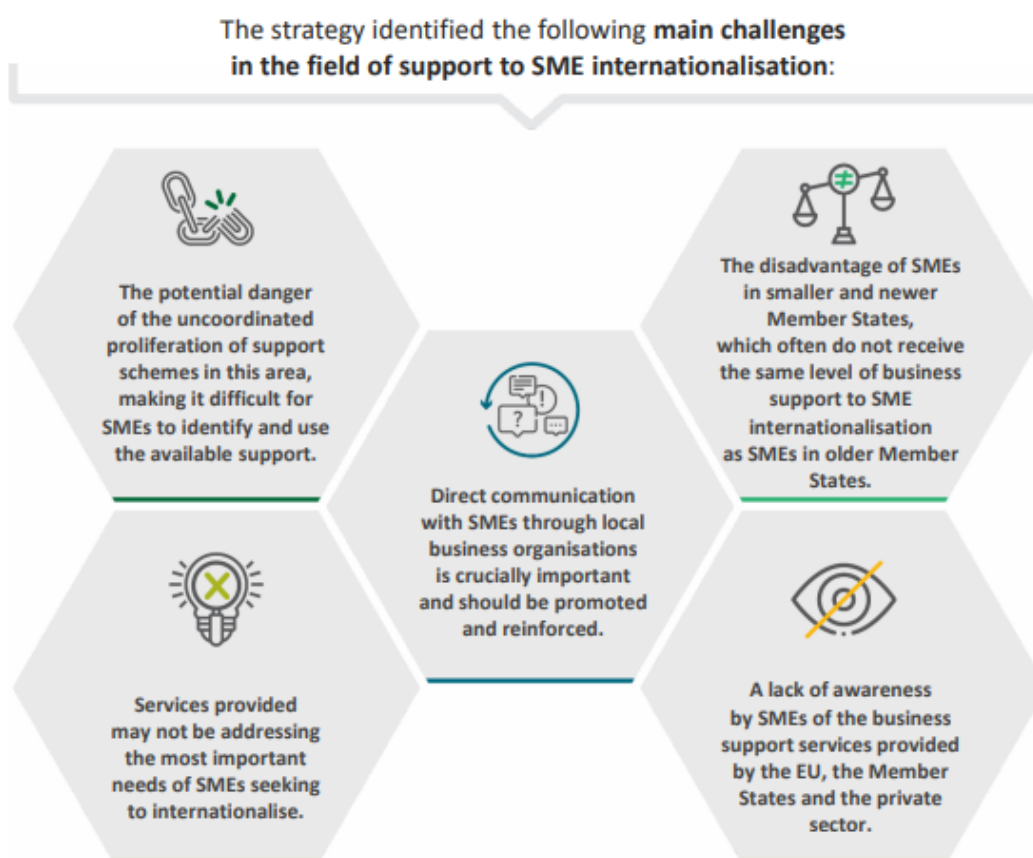 The strategy identified the following main challenges
in the field of support to SME internationalisation:
The potential danger
of the uncoordinated
proliferation of support
schemes in this area,
making it difficult for
SMEs to identify and use
the available support.
The disadvantage of SMEs
in smaller and newer
Member States,
which often do not receive
the same level of business
support to SME
internationalisation
as SMEs in older Member
States.
Direct communication
with SMEs through local
business organisations
is crucially important
and should be promoted
and reinforced.
Services provided
may not be addressing
the most important
needs of SMEs seeking
to internationalise.
A lack of awareness
by SMEs of the business
support services provided
by the EU, the Member
States and the private
sector.